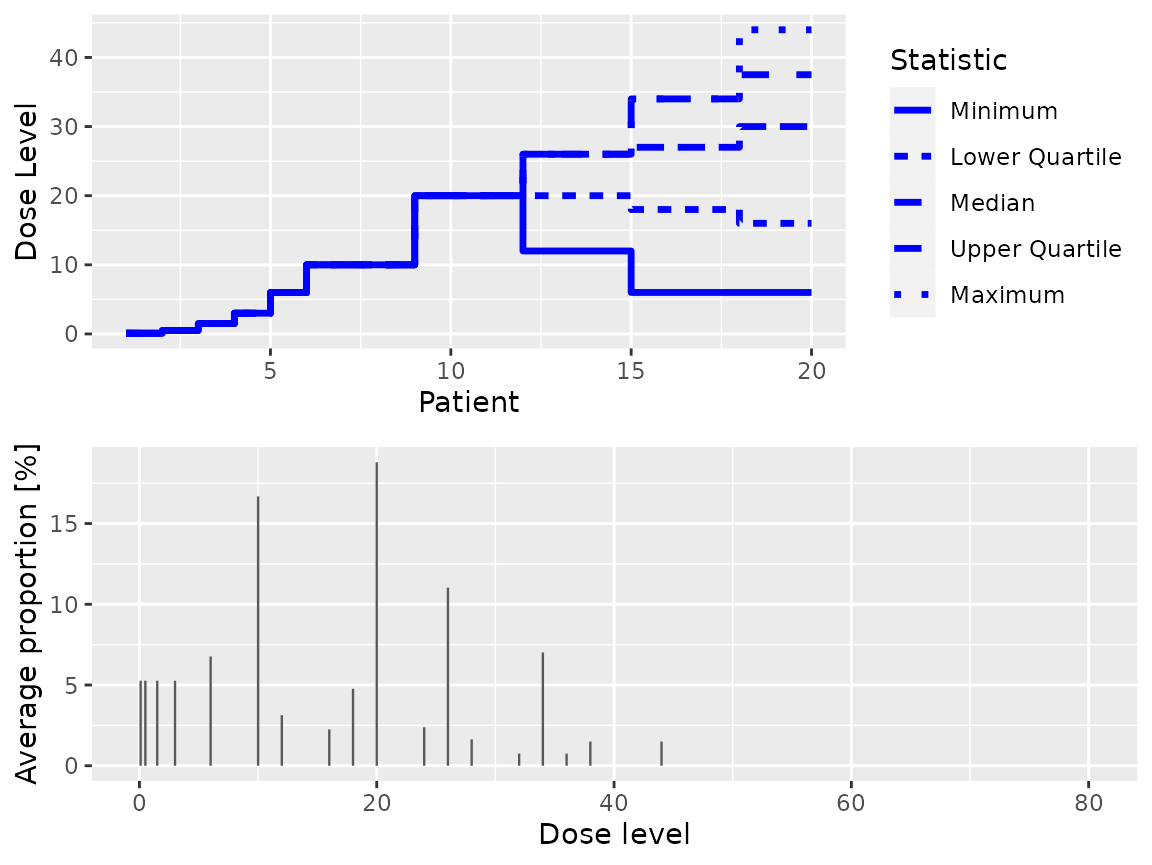 Dose Level
40
30
20
10
0
5
10
15
20
Patient
Statistic
Minimum
Lower Quartile
Median
Upper Quartile
Maximum
Average proportion [%]
15
10
5
0
0
20
40
60
80
Dose level